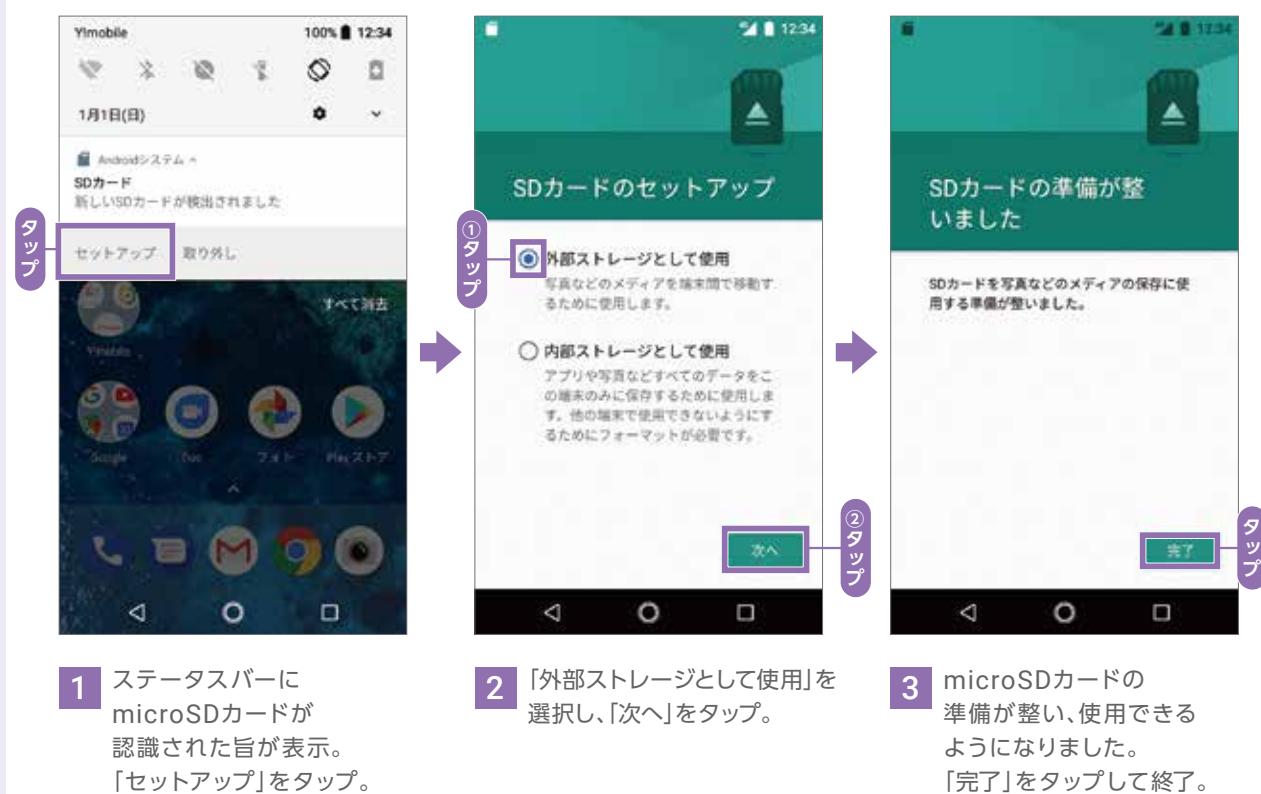 Y!mobile
100% 12:34
1月1日(日)
Androidシステム
SDカード
新しいSDカードが検出されました
セットアップ 取り外し
タップ
すべて消去
Y!mobile
Google Duo フォト Play ストア
12:34
SDカードのセットアップ
①タップ
外部ストレージとして使用
写真などのメディアを端末間で移動す
るために使用します。
内部ストレージとして使用
アプリや写真などすべてのデータをこ
の端末のみに保存するために使用しま
す。他の端末で使用できないようにす
るためにフォーマットが必要です。
次へ
②タップ
12:34
SDカードの準備が整
いました
SDカードを写真などのメディアの保存に使
用する準備が整いました。
完了
タップ
1 ステータスバーに
microSDカードが
認識された旨が表示。
「セットアップ」をタップ。
2 「外部ストレージとして使用」を
選択し、「次へ」をタップ。
3 microSDカードの
準備が整い、使用できる
ようになりました。
「完了」をタップして終了。